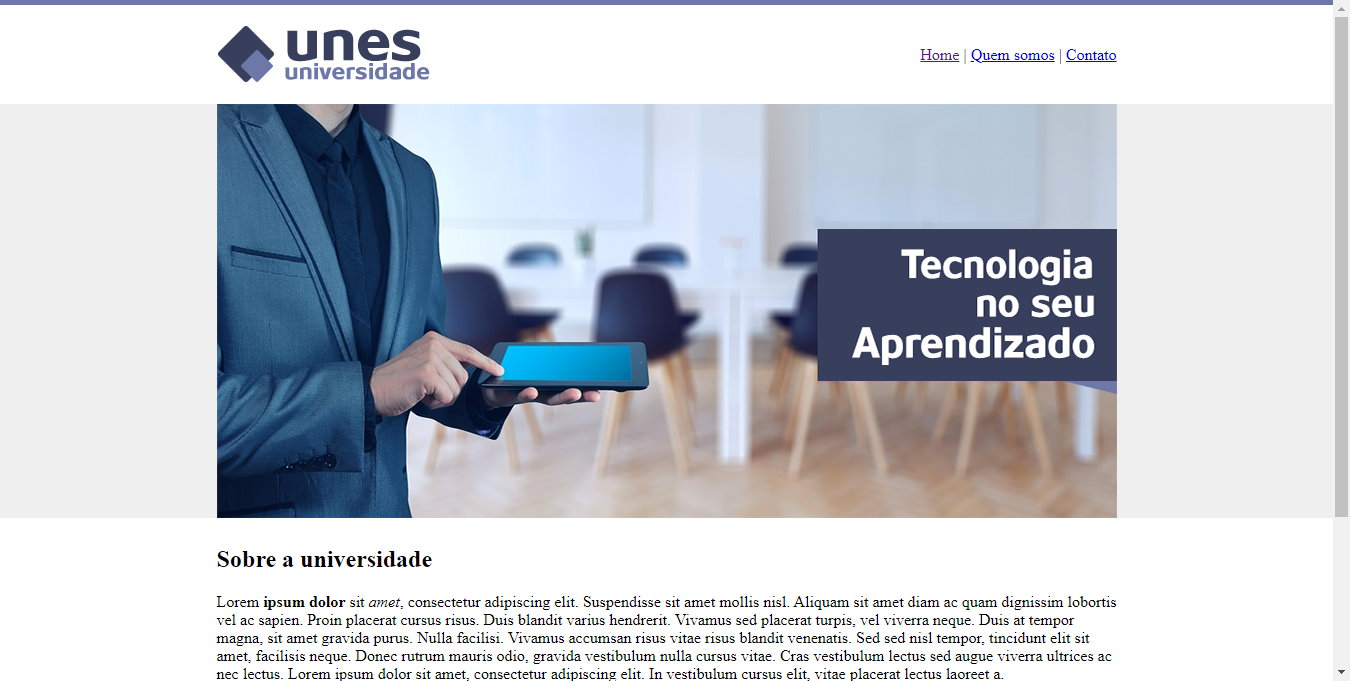 unes
universidade
Home | Quem somos | Contato
Tecnologia
no seu
Aprendizado
Sobre a universidade
Lorem ipsum dolor sit amet, consectetur adipiscing elit. Suspendisse sit amet mollis nisl. Aliquam sit amet diam ac quam dignissim lobortis
vel ac sapien. Proin placerat cursus risus. Duis blandit varius hendrerit. Vivamus sed placerat turpis, vel viverra neque. Duis at tempor
magna, sit amet gravida purus. Nulla facilisi. Vivamus accumsan risus vitae risus blandit venenatis. Sed sed nisl tempor, tincidunt elit sit
amet, facilisis neque. Donec rutrum mauris odio, gravida vestibulum nulla cursus vitae. Cras vestibulum lectus sed augue viverra ultrices ac
nec lectus. Lorem ipsum dolor sit amet, consectetur adipiscing elit. In vestibulum cursus elit, vitae placerat lectus laoreet a.